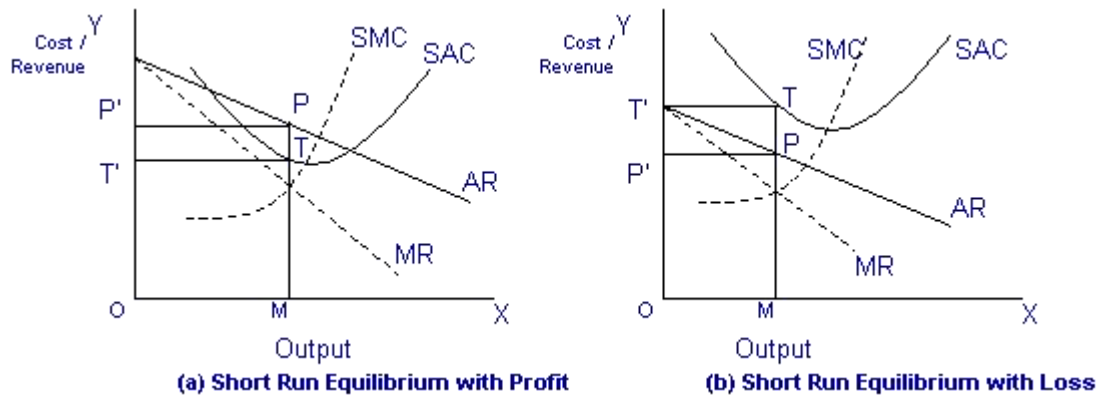 Y
Cost /
Revenue
SMC
SAC
P'
P
T
T'
AR
MR
O
M
X
Output
(a) Short Run Equilibrium with Profit
Y
Cost /
Revenue
SMC
SAC
T'
T
P
P'
AR
MR
O
M
X
Output
(b) Short Run Equilibrium with Loss